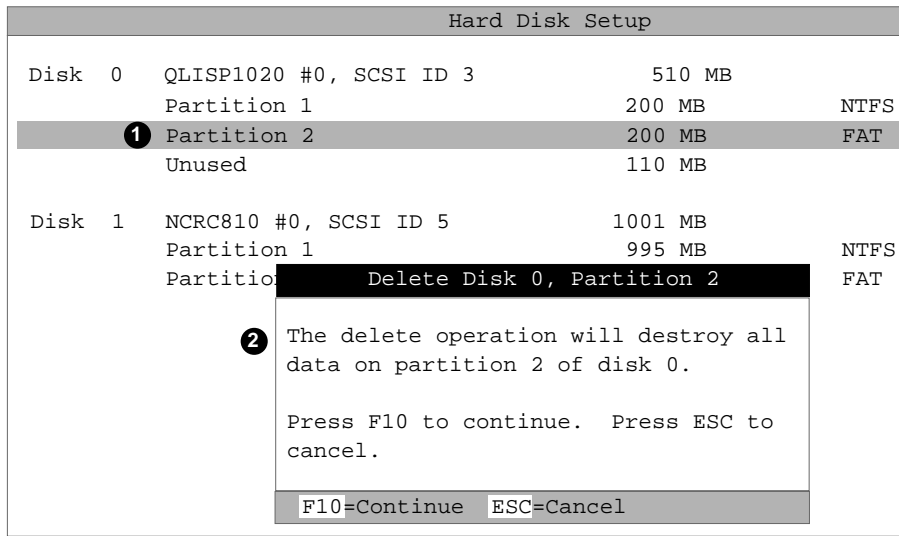 Hard Disk Setup
Disk 0 QLISP1020 #0, SCSI ID 3 510 MB
Partition 1 200 MB NTFS
1 Partition 2 200 MB FAT
Unused 110 MB
Disk 1 NCRC810 #0, SCSI ID 5 1001 MB
Partition 1 995 MB NTFS
FAT
Delete Disk 0, Partition 2
2 The delete operation will destroy all
data on partition 2 of disk 0.
Press F10 to continue. Press ESC to
cancel.
F10=Continue ESC=Cancel